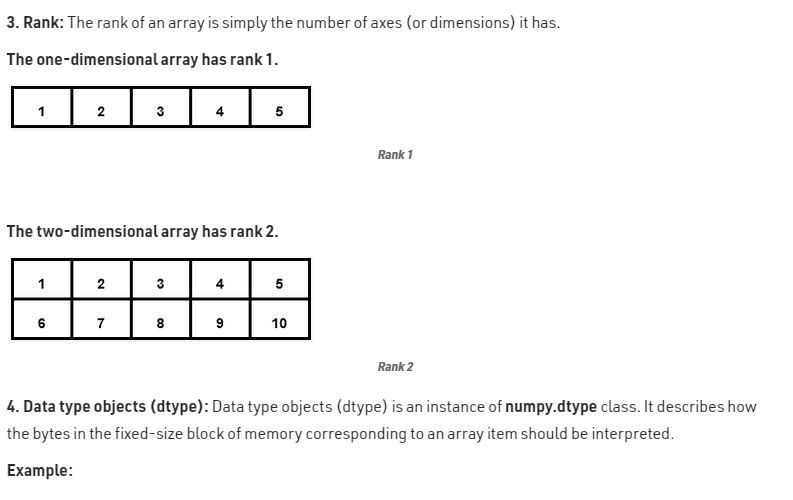 3. Rank: The rank of an array is simply the number of axes (or dimensions) it has.
The one-dimensional array has rank 1.
1 2 3 4 5
Rank 1
The two-dimensional array has rank 2.
1 2 3 4 5
6 7 8 9 10
Rank 2
4. Data type objects (dtype): Data type objects (dtype) is an instance of numpy.dtype class. It describes how
the bytes in the fixed-size block of memory corresponding to an array item should be interpreted.
Example: